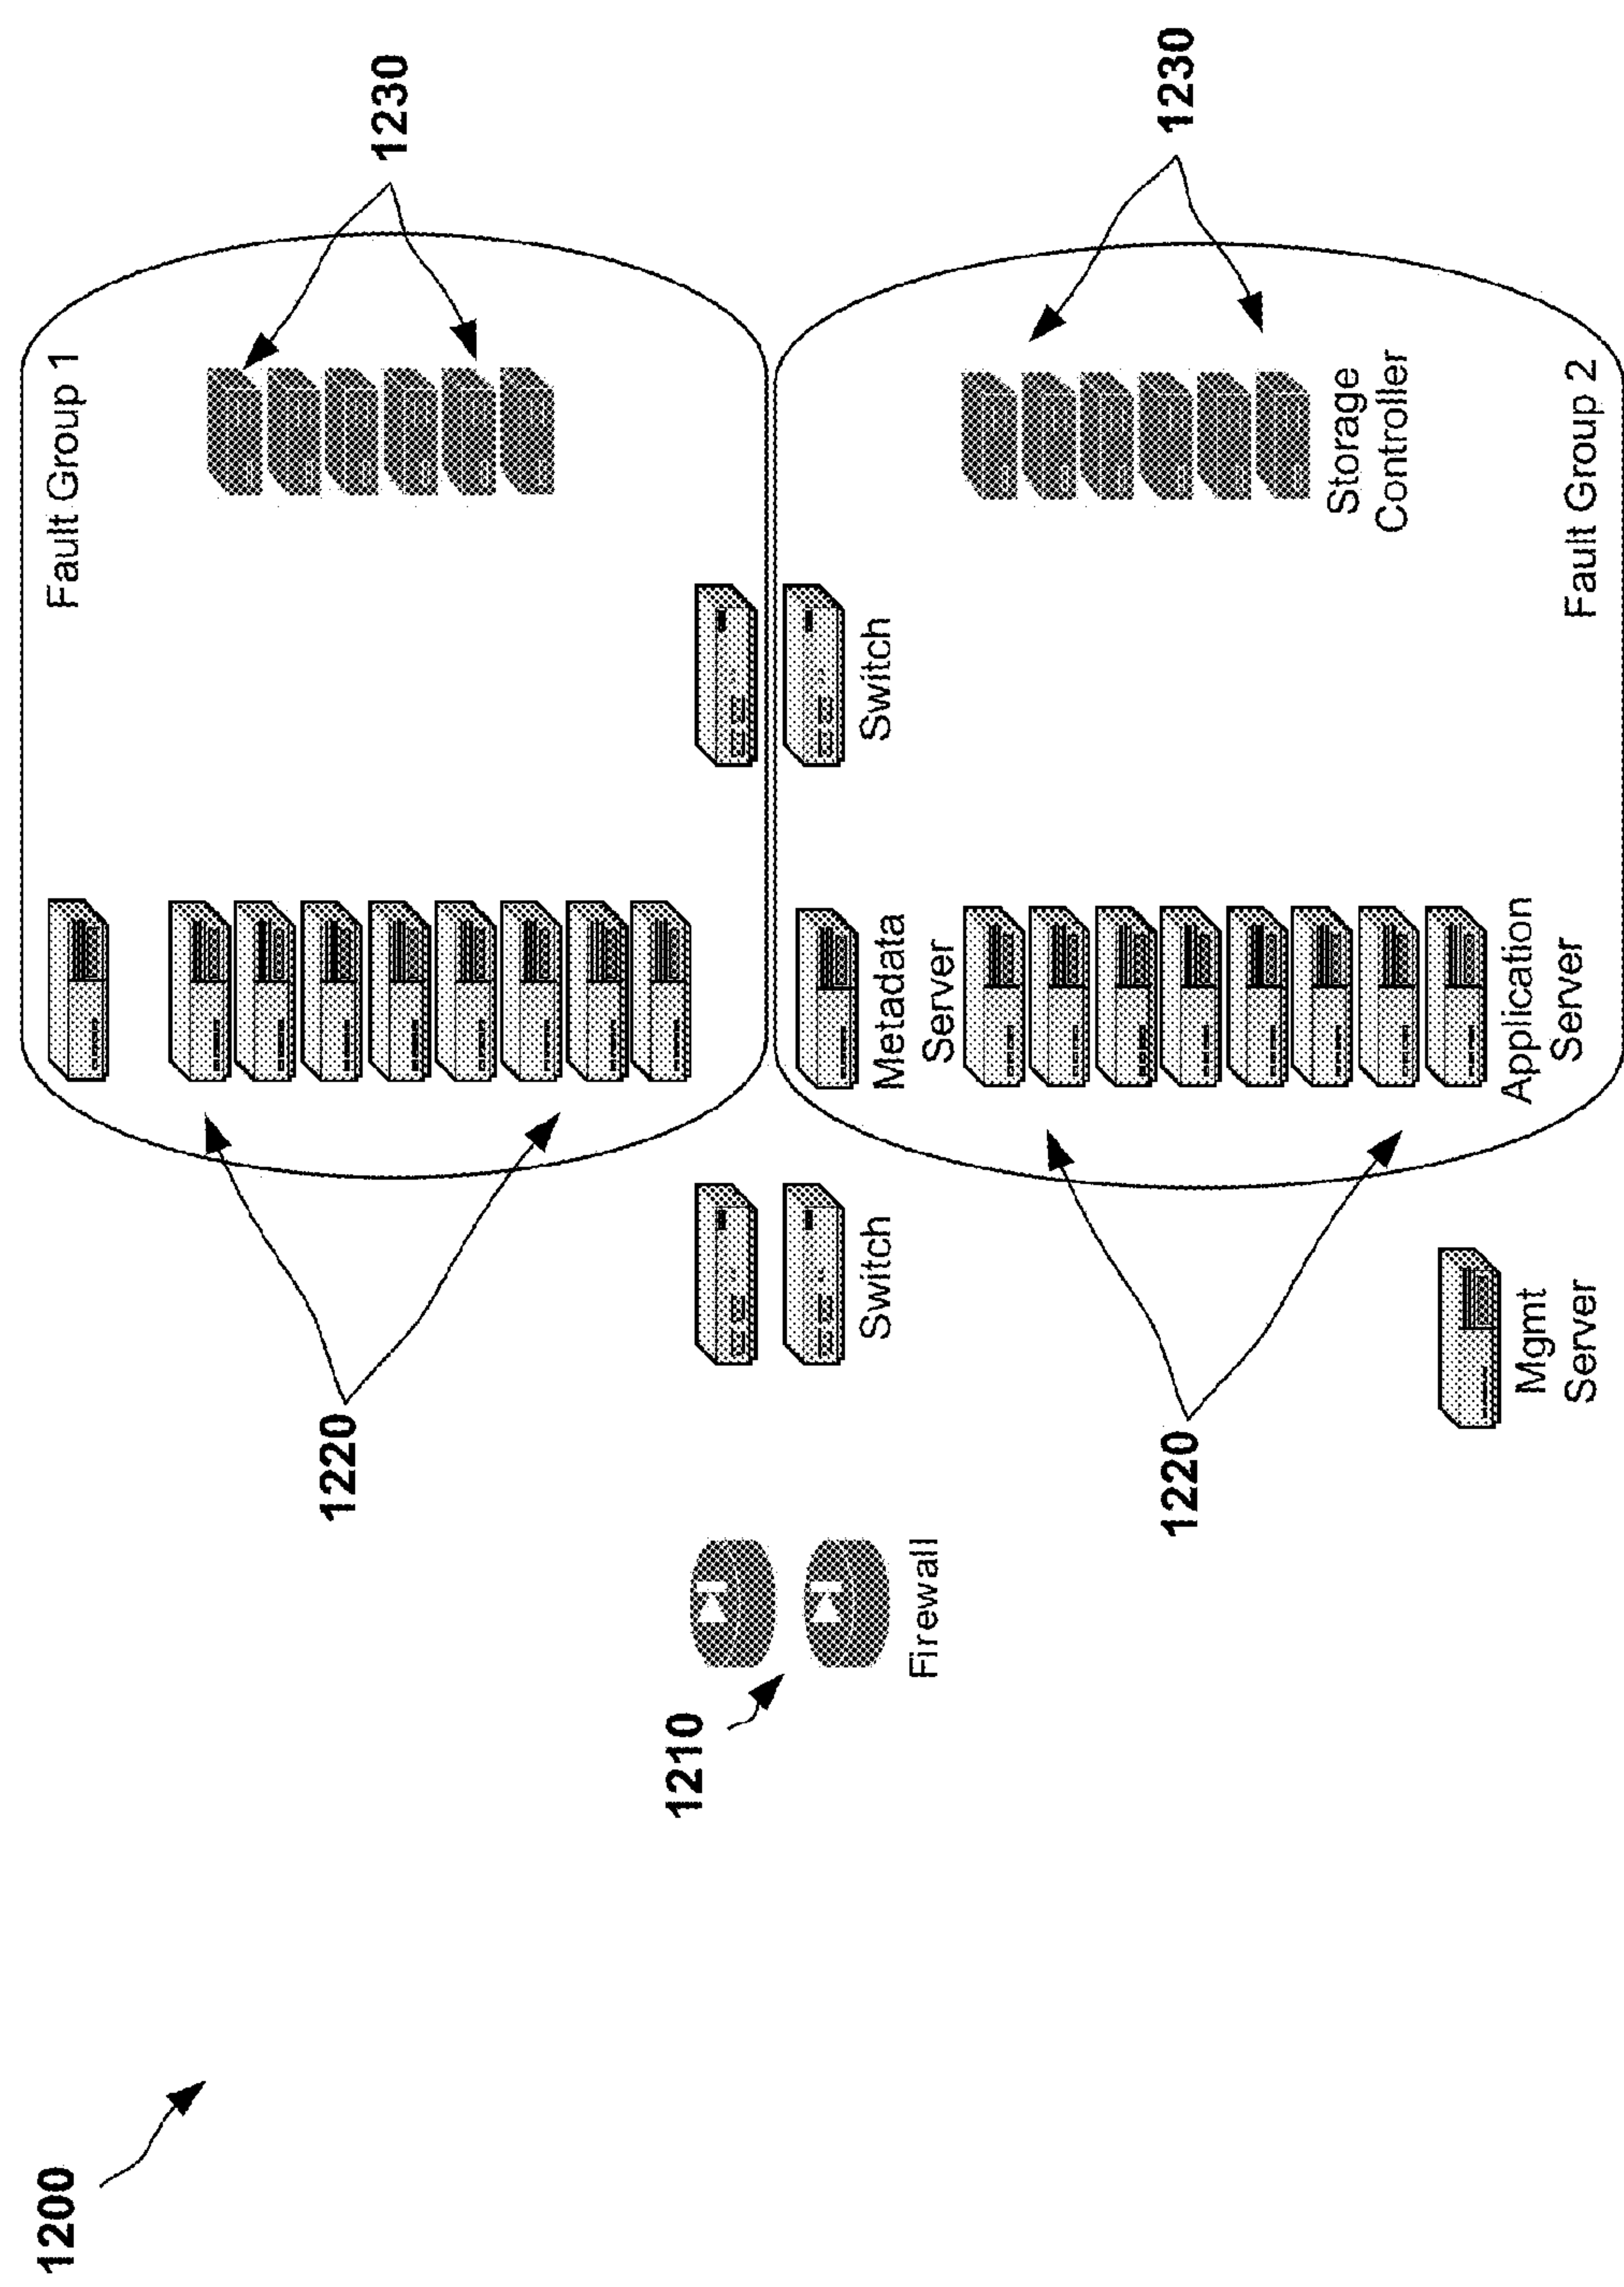 1200
Fault Group 1
1220
1230
1210
Firewall
Switch
Metadata
Server
Switch
1220
1230
Storage
Controller
Mgmt
Server
Application
Server
Fault Group 2